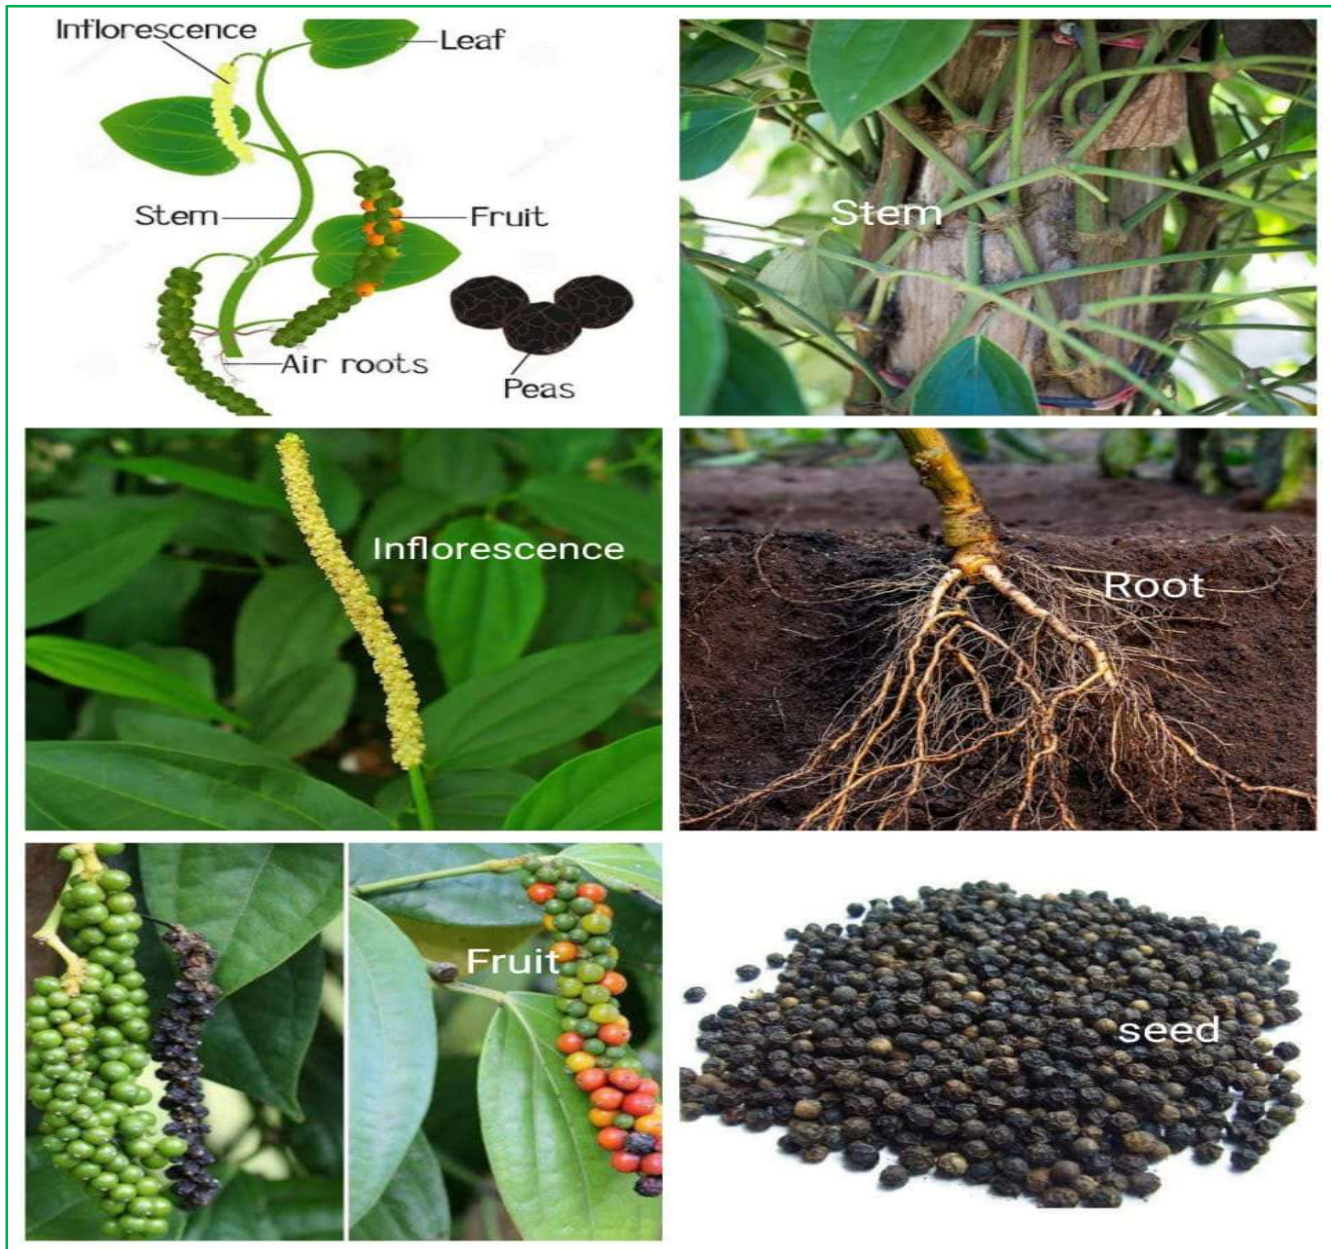 Inflorescence
Leaf
Stem
Fruit
Air roots
Peas
Stem
Inflorescence
Root
Fruit
seed